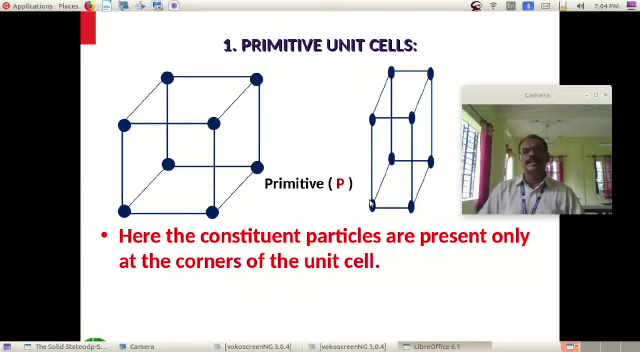 Applications Places
7:04 PM
1. PRIMITIVE UNIT CELLS:
Camera
Primitive ( P )
• Here the constituent particles are present only
at the corners of the unit cell.
The Solid Stateodp-S...
Camera
[vokoscreenNG 3.0.4]
[vokoscreenNG 3.0.4]
LibreOffice 6.1